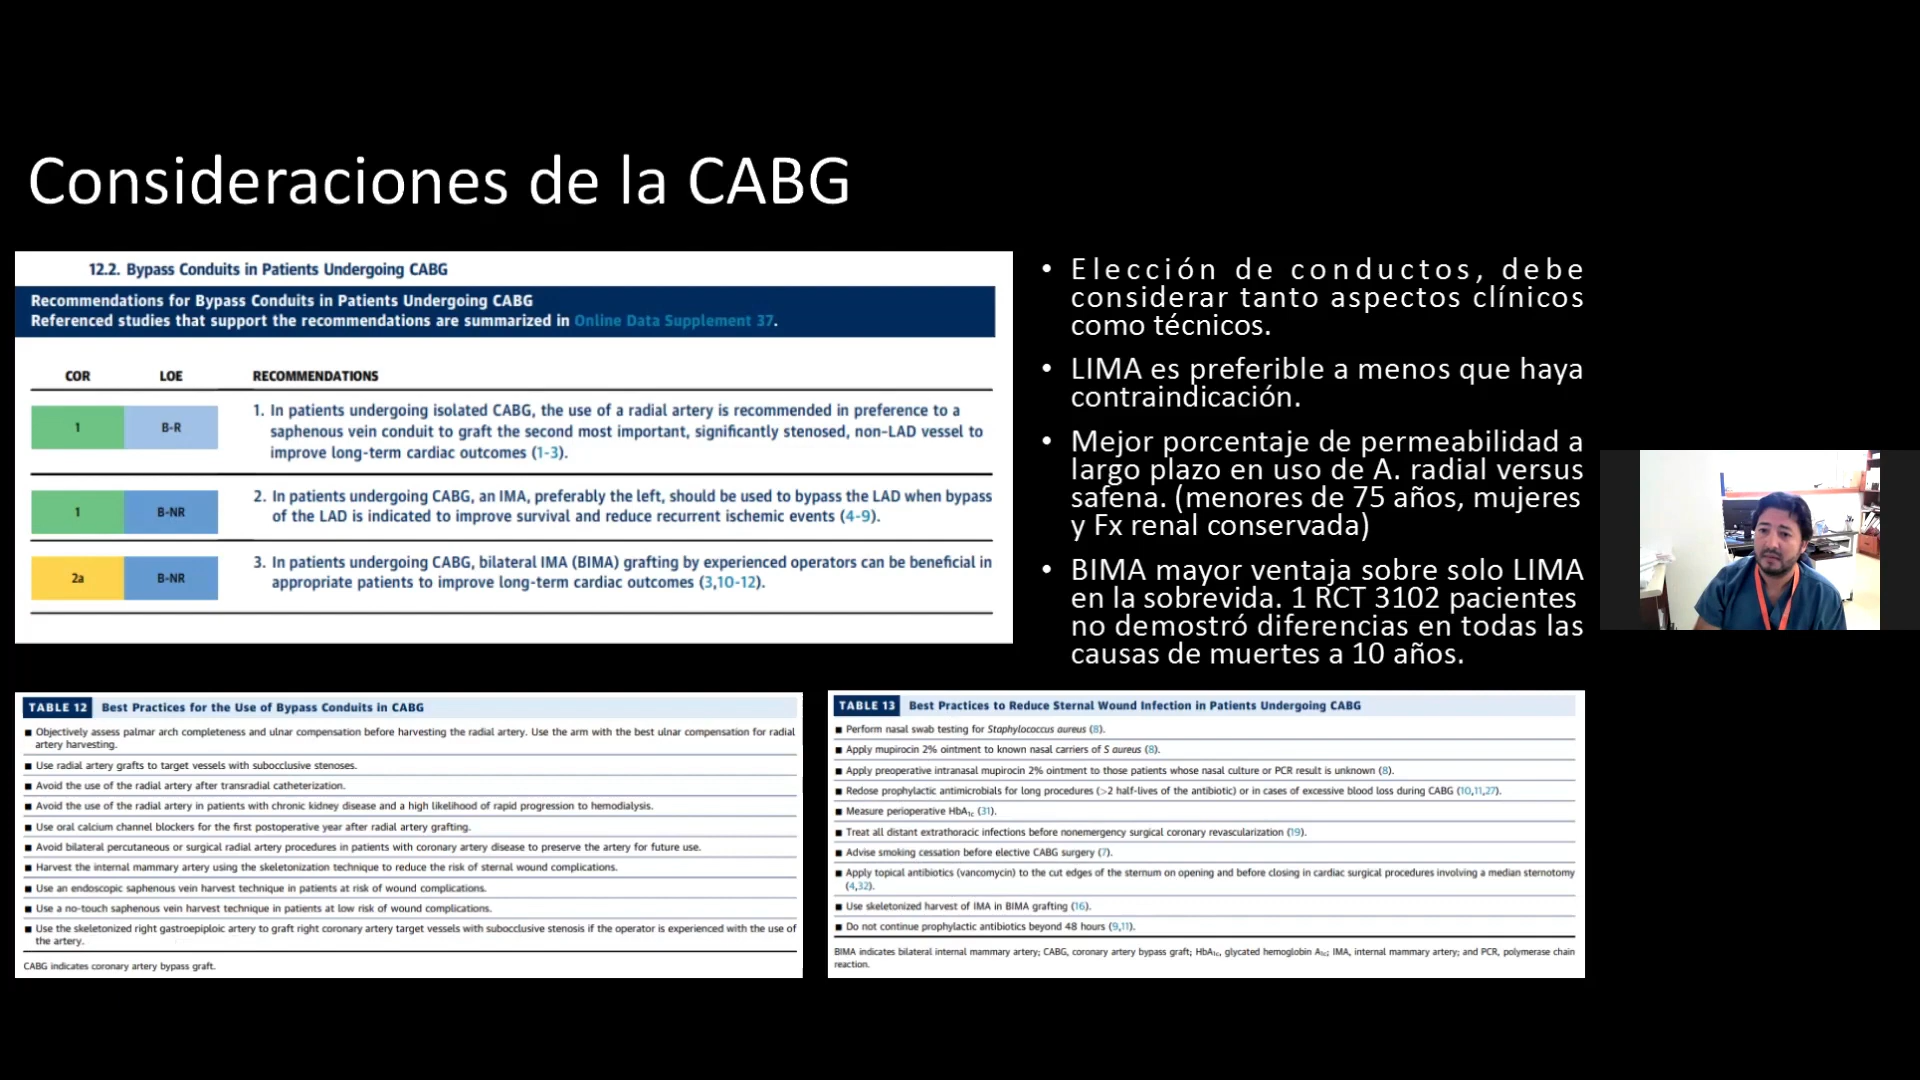 Consideraciones de la CABG
12.2. Bypass Conduits in Patients Undergoing CABG
Recommendations for Bypass Conduits in Patients Undergoing CABG
Referenced studies that support the recommendations are summarized in Online Data Supplement 37.
COR LOE RECOMMENDATIONS
1 B-R 1. In patients undergoing isolated CABG, the use of a radial artery is recommended in preference to a
saphenous vein conduit to graft the second most important, significantly stenosed, non–LAD vessel to
improve long-term cardiac outcomes (1-3).
1 B-NR 2. In patients undergoing CABG, an IMA, preferably the left, should be used to bypass the LAD when bypass
of the LAD is indicated to improve survival and reduce recurrent ischemic events (4-9).
2a B-NR 3. In patients undergoing CABG, bilateral IMA (BIMA) grafting by experienced operators can be beneficial in
appropriate patients to improve long-term cardiac outcomes (3,10-12).
• Elección de conductos, debe
considerar tanto aspectos clínicos
como técnicos.
• LIMA es preferible a menos que haya
contraindicación.
• Mejor porcentaje de permeabilidad a
largo plazo en uso de A. radial versus
safena. (menores de 75 años, mujeres
y Fx renal conservada)
• BIMA mayor ventaja sobre solo LIMA
en la sobrevida. 1 RCT 3102 pacientes
no demostró diferencias en todas las
causas de muertes a 10 años.
TABLE 12 Best Practices for the Use of Bypass Conduits in CABG
■ Objectively assess palmar arch completeness and ulnar compensation before harvesting the radial artery. Use the arm with the best ulnar compensation for radial
artery harvesting.
■ Use radial artery grafts to target vessels with subocclusive stenoses.
■ Avoid the use of the radial artery after transradial catheterization.
■ Avoid the use of the radial artery in patients with chronic kidney disease and a high likelihood of rapid progression to hemodialysis.
■ Use oral calcium channel blockers for the first postoperative year after radial artery grafting.
■ Avoid bilateral percutaneous or surgical radial artery procedures in patients with coronary artery disease to preserve the artery for future use.
■ Harvest the internal mammary artery using the skeletonization technique to reduce the risk of sternal wound complications.
■ Use an endoscopic saphenous vein harvest technique in patients at risk of wound complications.
■ Use a no-touch saphenous vein harvest technique in patients at low risk of wound complications.
■ Use the skeletonized right gastroepiploic artery to graft right coronary artery target vessels with subocclusive stenosis if the operator is experienced with the use of
the artery.
CABG indicates coronary artery bypass graft.
TABLE 13 Best Practices to Reduce Sternal Wound Infection in Patients Undergoing CABG
■ Perform nasal swab testing for Staphylococcus aureus (8).
■ Apply mupirocin 2% ointment to known nasal carriers of S aureus (8).
■ Apply preoperative intranasal mupirocin 2% ointment to those patients whose nasal culture or PCR result is unknown (8).
■ Redose prophylactic antimicrobials for long procedures (>2 half-lives of the antibiotic) or in cases of excessive blood loss during CABG (10,11,27).
■ Measure perioperative HbA1c (31).
■ Treat all distant extrathoracic infections before nonemergency surgical coronary revascularization (19).
■ Advise smoking cessation before elective CABG surgery (7).
■ Apply topical antibiotics (vancomycin) to the cut edges of the sternum on opening and before closing in cardiac surgical procedures involving a median sternotomy
(4,32).
■ Use skeletonized harvest of IMA in BIMA grafting (16).
■ Do not continue prophylactic antibiotics beyond 48 hours (9,11).
BIMA indicates bilateral internal mammary artery; CABG, coronary artery bypass graft; HbA1c, glycated hemoglobin A1c; IMA, internal mammary artery; and PCR, polymerase chain
reaction.